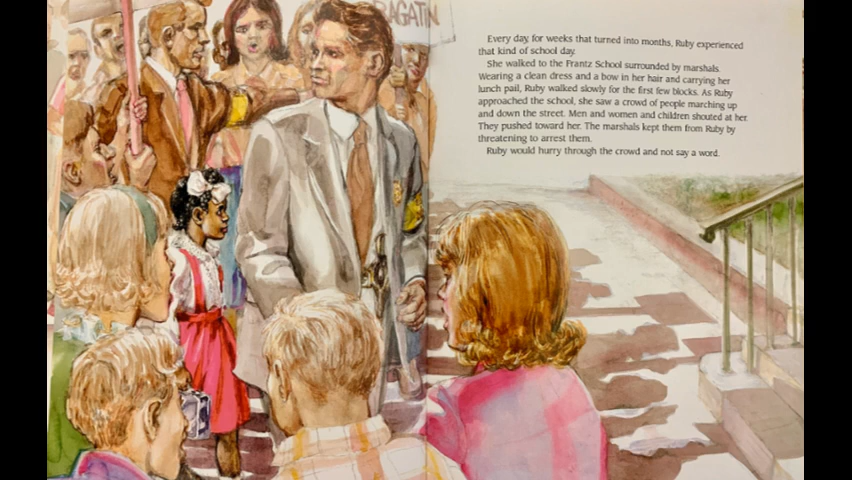 RAGATIN
Every day, for weeks that turned into months, Ruby experienced
that kind of school day.
She walked to the Frantz School surrounded by marshals.
Wearing a clean dress and a bow in her hair and carrying her
lunch pail, Ruby walked slowly for the first few blocks. As Ruby
approached the school, she saw a crowd of people marching up
and down the street. Men and women and children shouted at her.
They pushed toward her. The marshals kept them from Ruby by
threatening to arrest them.
Ruby would hurry through the crowd and not say a word.